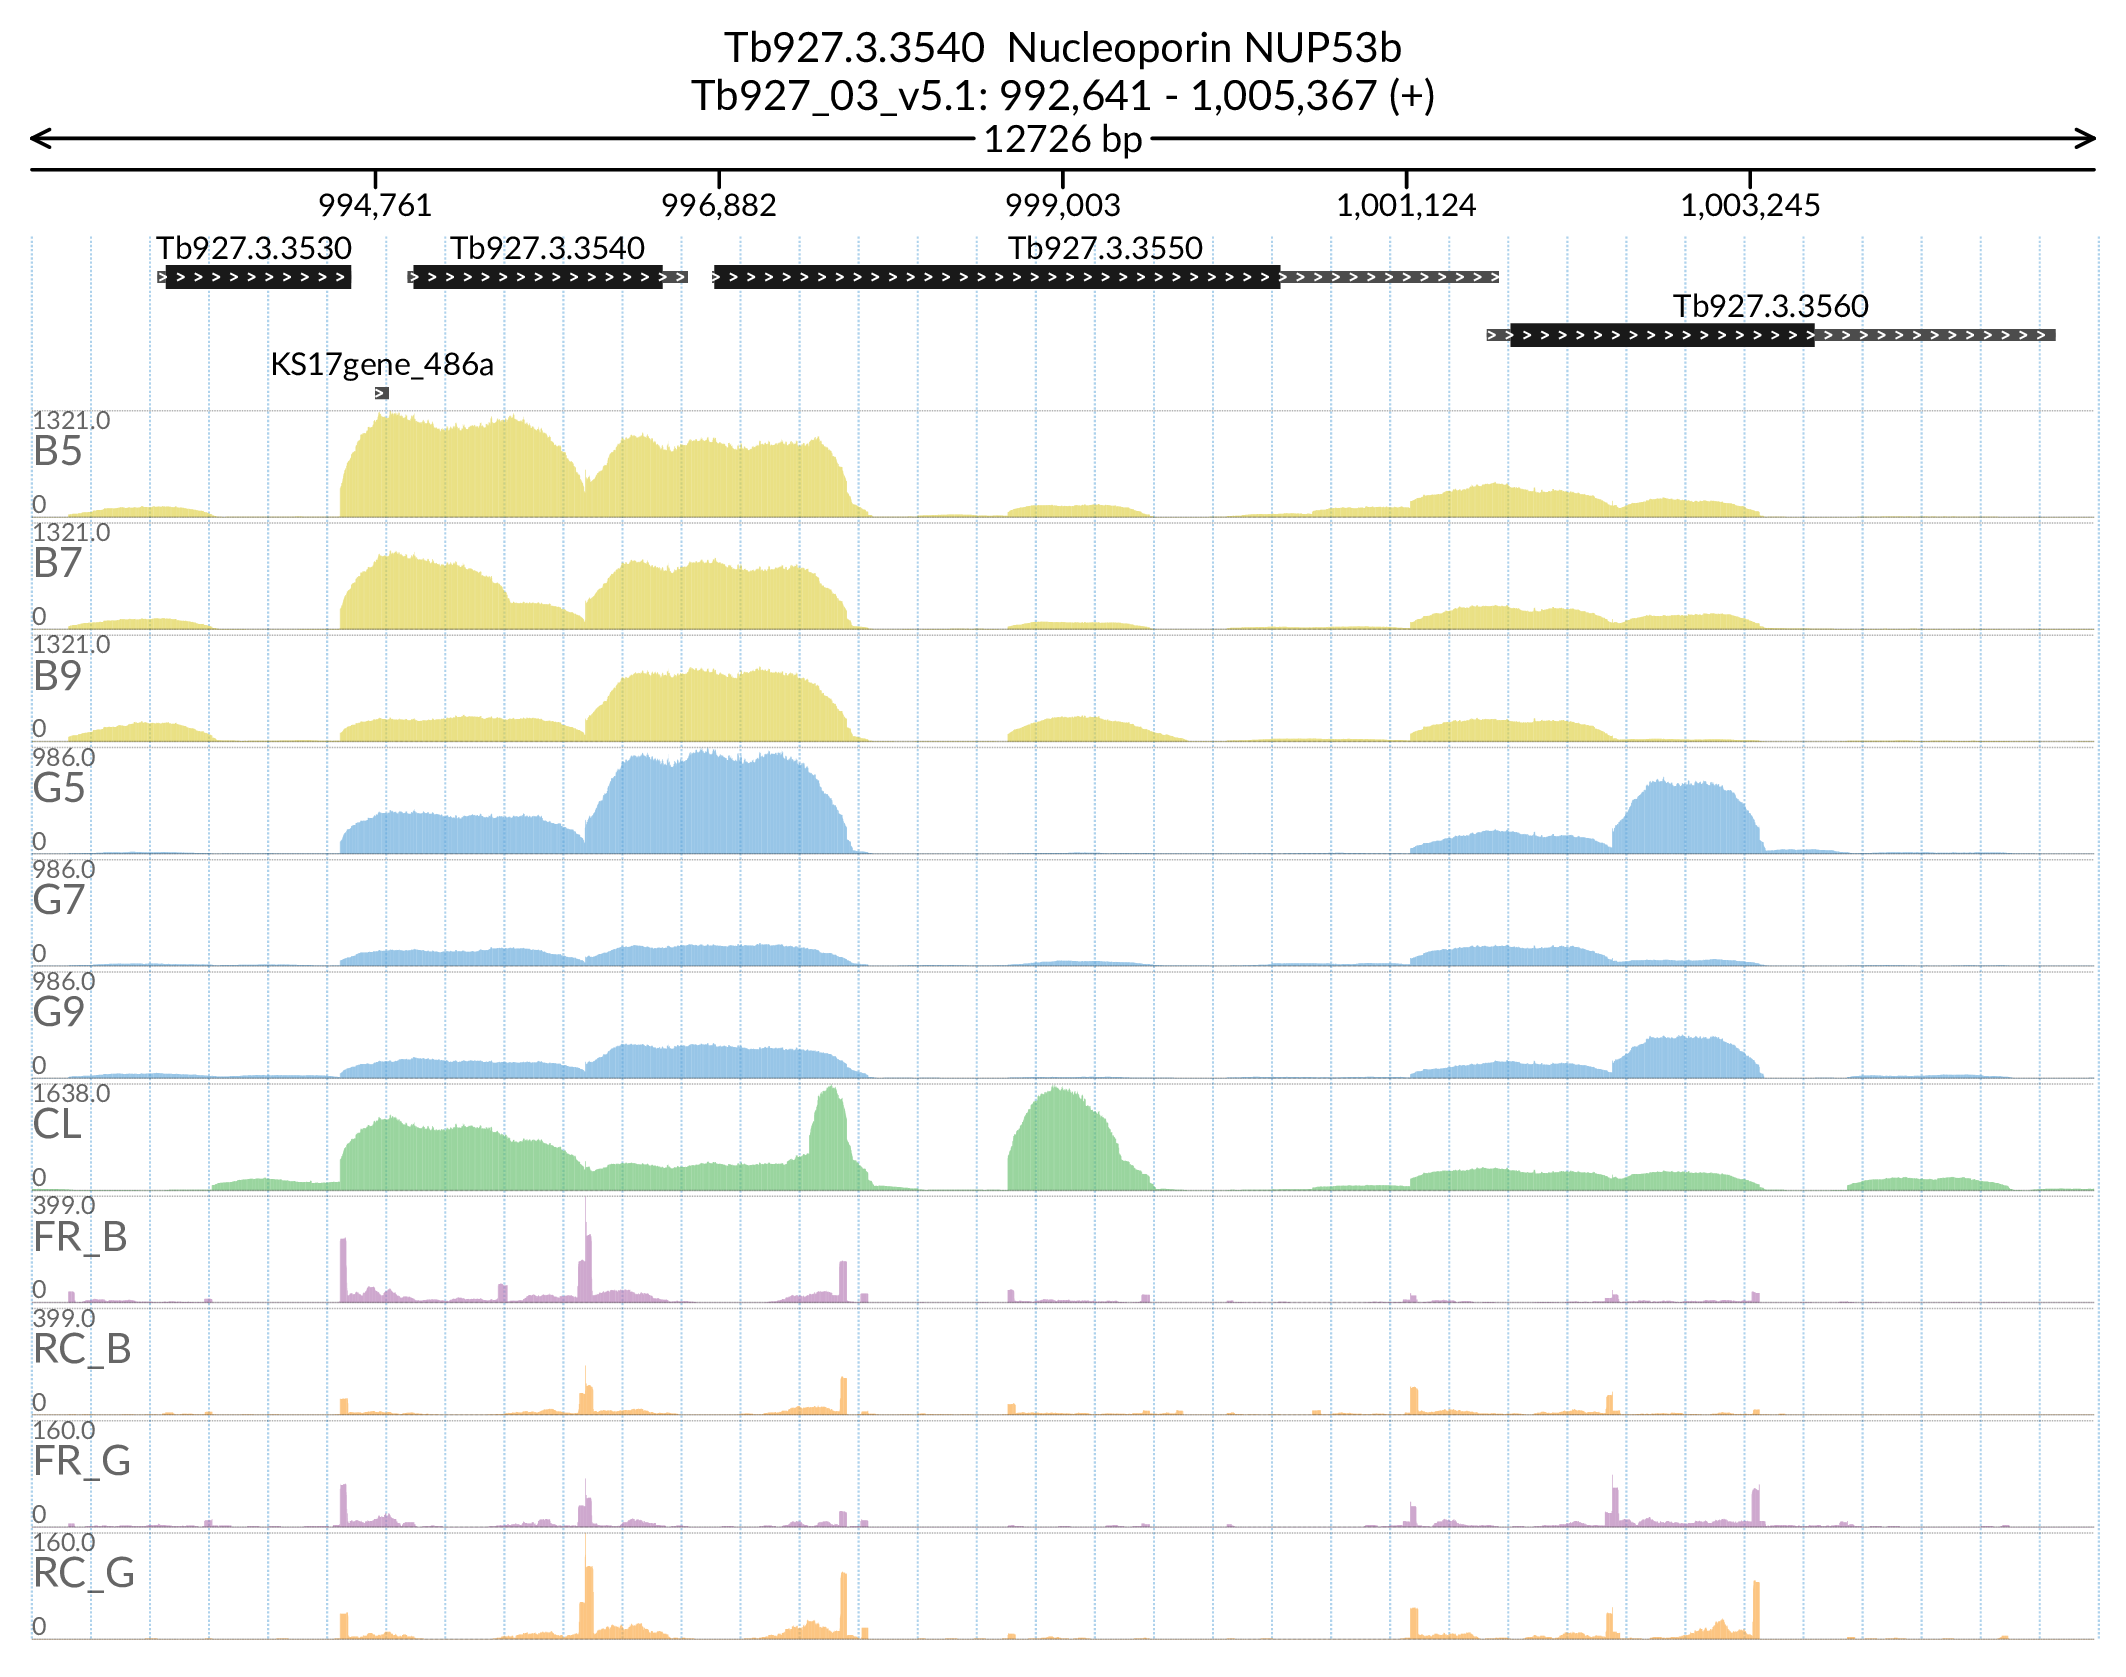 Tb927.3.3540 Nucleoporin NUP53b
Tb927_03_v5.1: 992,641 - 1,005,367 (+)
12726 bp
994,761 996,882 999,003 1,001,124 1,003,245
Tb927.3.3530 Tb927.3.3540 Tb927.3.3550
Tb927.3.3560
KS17gene_486a
1321.0
B5
0
1321.0
B7
0
1321.0
B9
0
986.0
G5
0
986.0
G7
0
986.0
G9
0
1638.0
CL
0
399.0
FR_B
0
399.0
RC_B
0
160.0
FR_G
0
160.0
RC_G
0